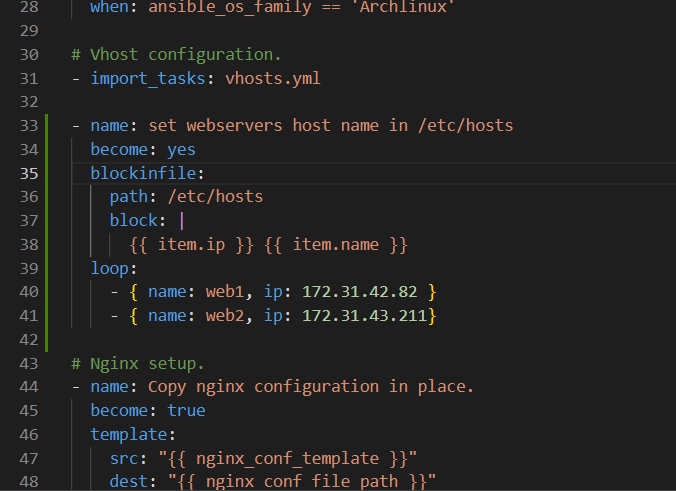 28 when: ansible_os_family == 'Archlinux'
29
30 # Vhost configuration.
31 - import_tasks: vhosts.yml
32
33 - name: set webservers host name in /etc/hosts
34 become: yes
35 blockinfile:
36 path: /etc/hosts
37 block: |
38 {{ item.ip }} {{ item.name }}
39 loop:
40 - { name: web1, ip: 172.31.42.82 }
41 - { name: web2, ip: 172.31.43.211}
42
43 # Nginx setup.
44 - name: Copy nginx configuration in place.
45 become: true
46 template:
47 src: "{{ nginx_conf_template }}"
48 dest: "{{ nginx_conf_file_path }}"